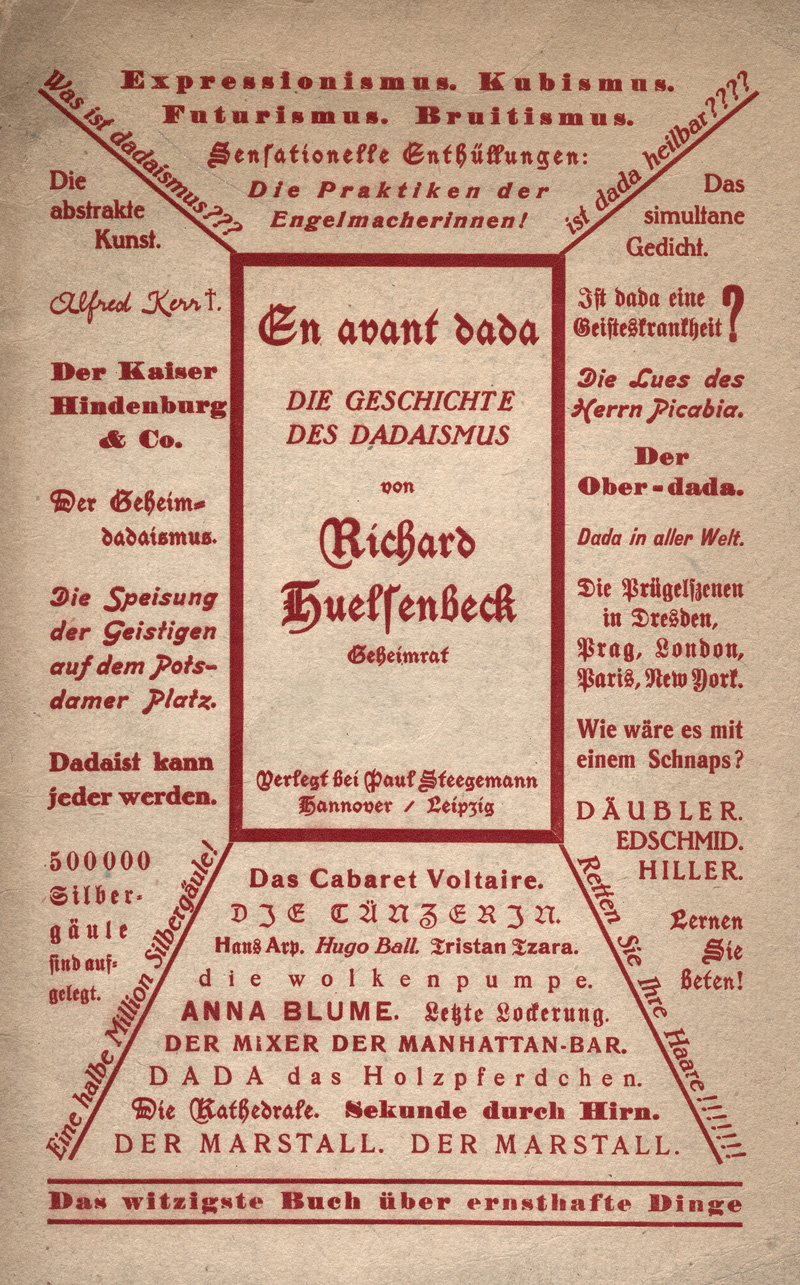 Expressionismus. Kubismus.
Futurismus. Bruitismus.
Sensationelle Enthüllungen:
Die Praktiken der
Engelmacherinnen!
Was ist dadaismus???
ist dada heilbar????
Die
abstrakte
Kunst.
Alfred Kerr †.
Der Kaiser
Hindenburg
& Co.
Der Geheim-
dadaismus.
Die Speisung
der Geistigen
auf dem Pots-
damer Platz.
Dadaist kann
jeder werden.
500000
Silber-
gäule
sind auf-
gelegt.
Eine halbe Million Silbergäule!
En avant dada
DIE GESCHICHTE
DES DADAISMUS
von
Richard
Huelsenbeck
Geheimrat
Verlegt bei Paul Steegemann
Hannover / Leipzig
Das
simultane
Gedicht.
Ist dada eine
Geisteskrankheit?
Die Lues des
Herrn Picabia.
Der
Ober-dada.
Dada in aller Welt.
Die Prügelszenen
in Dresden,
Prag, London,
Paris, New York.
Wie wäre es mit
einem Schnaps?
DÄUBLER.
EDSCHMID.
HILLER.
Lernen
Sie
beten!
Retten Sie Ihre Haare!!!!!!!
Das Cabaret Voltaire.
DIE TÄNZERIN.
Hans Arp. Hugo Ball. Tristan Tzara.
die wolkenpumpe.
ANNA BLUME. Letzte Lockerung.
DER MiXER DER MANHATTAN-BAR.
DADA das Holzpferdchen.
Die Kathedrale. Sekunde durch Hirn.
DER MARSTALL. DER MARSTALL.
Das witzigste Buch über ernsthafte Dinge